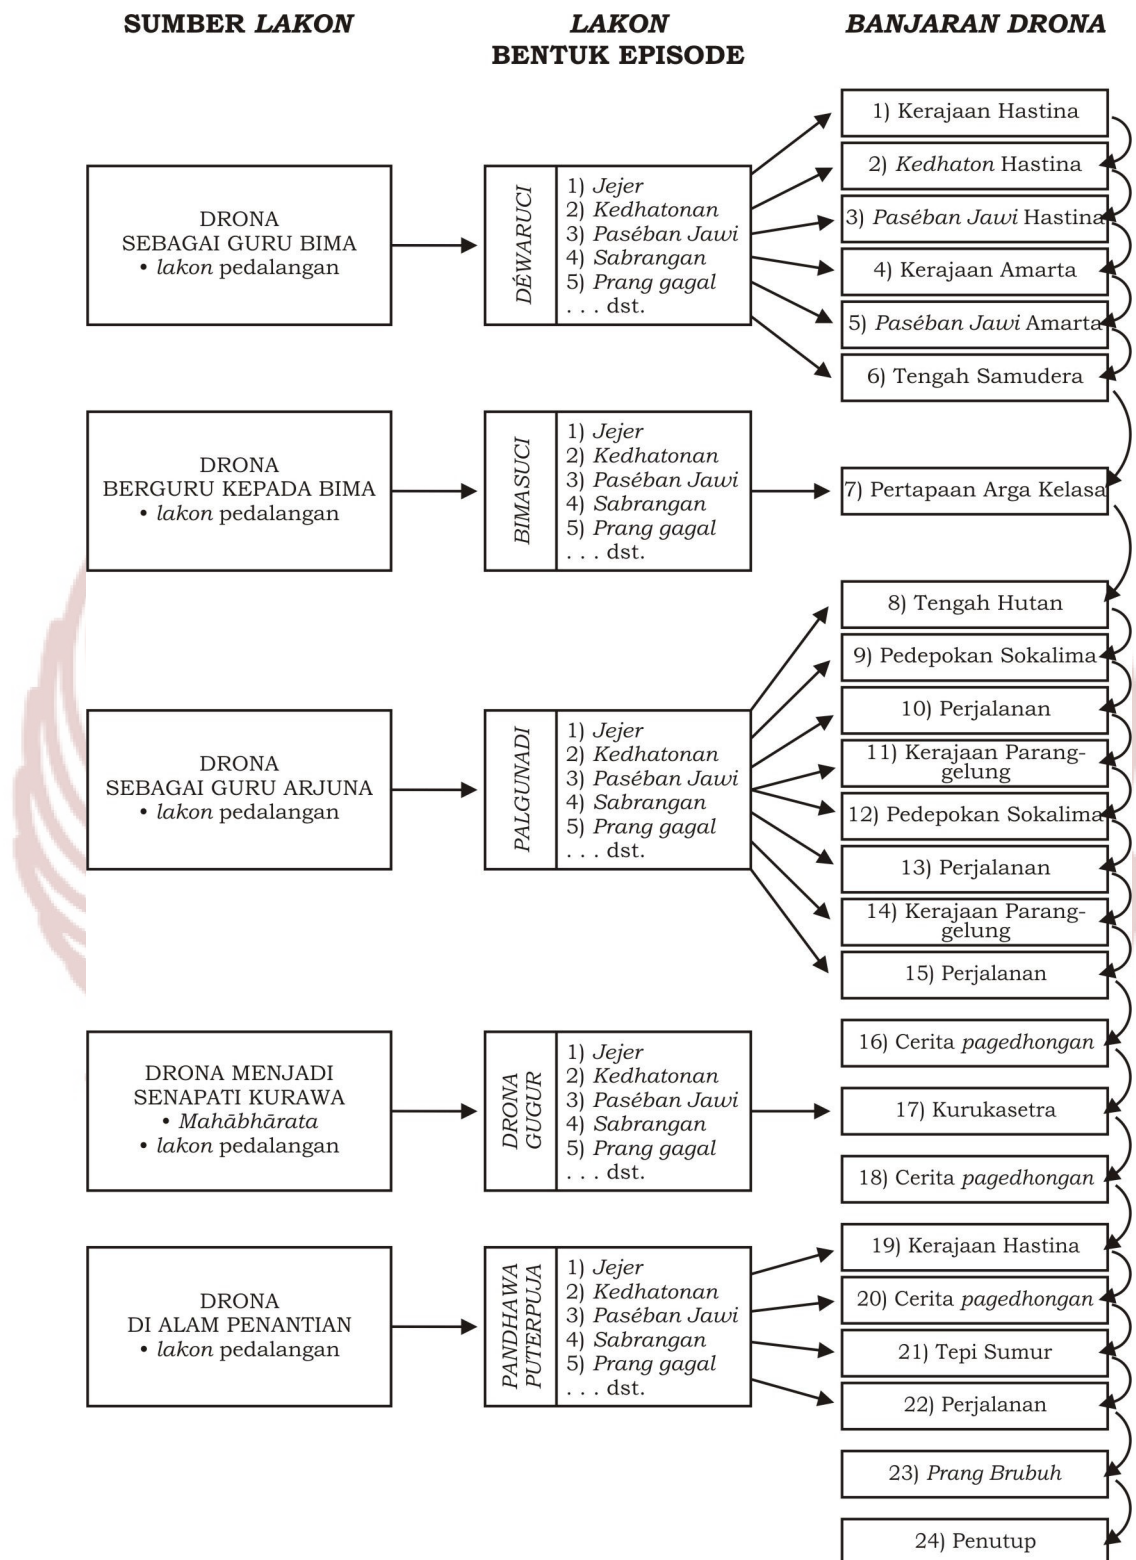 SUMBER LAKON
LAKON
BENTUK EPISODE
BANJARAN DRONA
DRONA
SEBAGAI GURU BIMA
• lakon pedalangan
DÉWARUCI
1) Jejer
2) Kedhatonan
3) Paséban Jawi
4) Sabrangan
5) Prang gagal
. . . dst.
1) Kerajaan Hastina
2) Kedhaton Hastina
3) Paséban Jawi Hastina
4) Kerajaan Amarta
5) Paséban Jawi Amarta
6) Tengah Samudera
DRONA
BERGURU KEPADA BIMA
• lakon pedalangan
BIMASUCI
1) Jejer
2) Kedhatonan
3) Paséban Jawi
4) Sabrangan
5) Prang gagal
. . . dst.
7) Pertapaan Arga Kelasa
DRONA
SEBAGAI GURU ARJUNA
• lakon pedalangan
PALGUNADI
1) Jejer
2) Kedhatonan
3) Paséban Jawi
4) Sabrangan
5) Prang gagal
. . . dst.
8) Tengah Hutan
9) Pedepokan Sokalima
10) Perjalanan
11) Kerajaan Parang-
gelung
12) Pedepokan Sokalima
13) Perjalanan
14) Kerajaan Parang-
gelung
15) Perjalanan
16) Cerita pagedhongan
DRONA MENJADI
SENAPATI KURAWA
• Mahābhārata
• lakon pedalangan
DRONA
GUGUR
1) Jejer
2) Kedhatonan
3) Paséban Jawi
4) Sabrangan
5) Prang gagal
. . . dst.
17) Kurukasetra
18) Cerita pagedhongan
DRONA
DI ALAM PENANTIAN
• lakon pedalangan
PANDHAWA
PUTERPUJA
1) Jejer
2) Kedhatonan
3) Paséban Jawi
4) Sabrangan
5) Prang gagal
. . . dst.
19) Kerajaan Hastina
20) Cerita pagedhongan
21) Tepi Sumur
22) Perjalanan
23) Prang Brubuh
24) Penutup